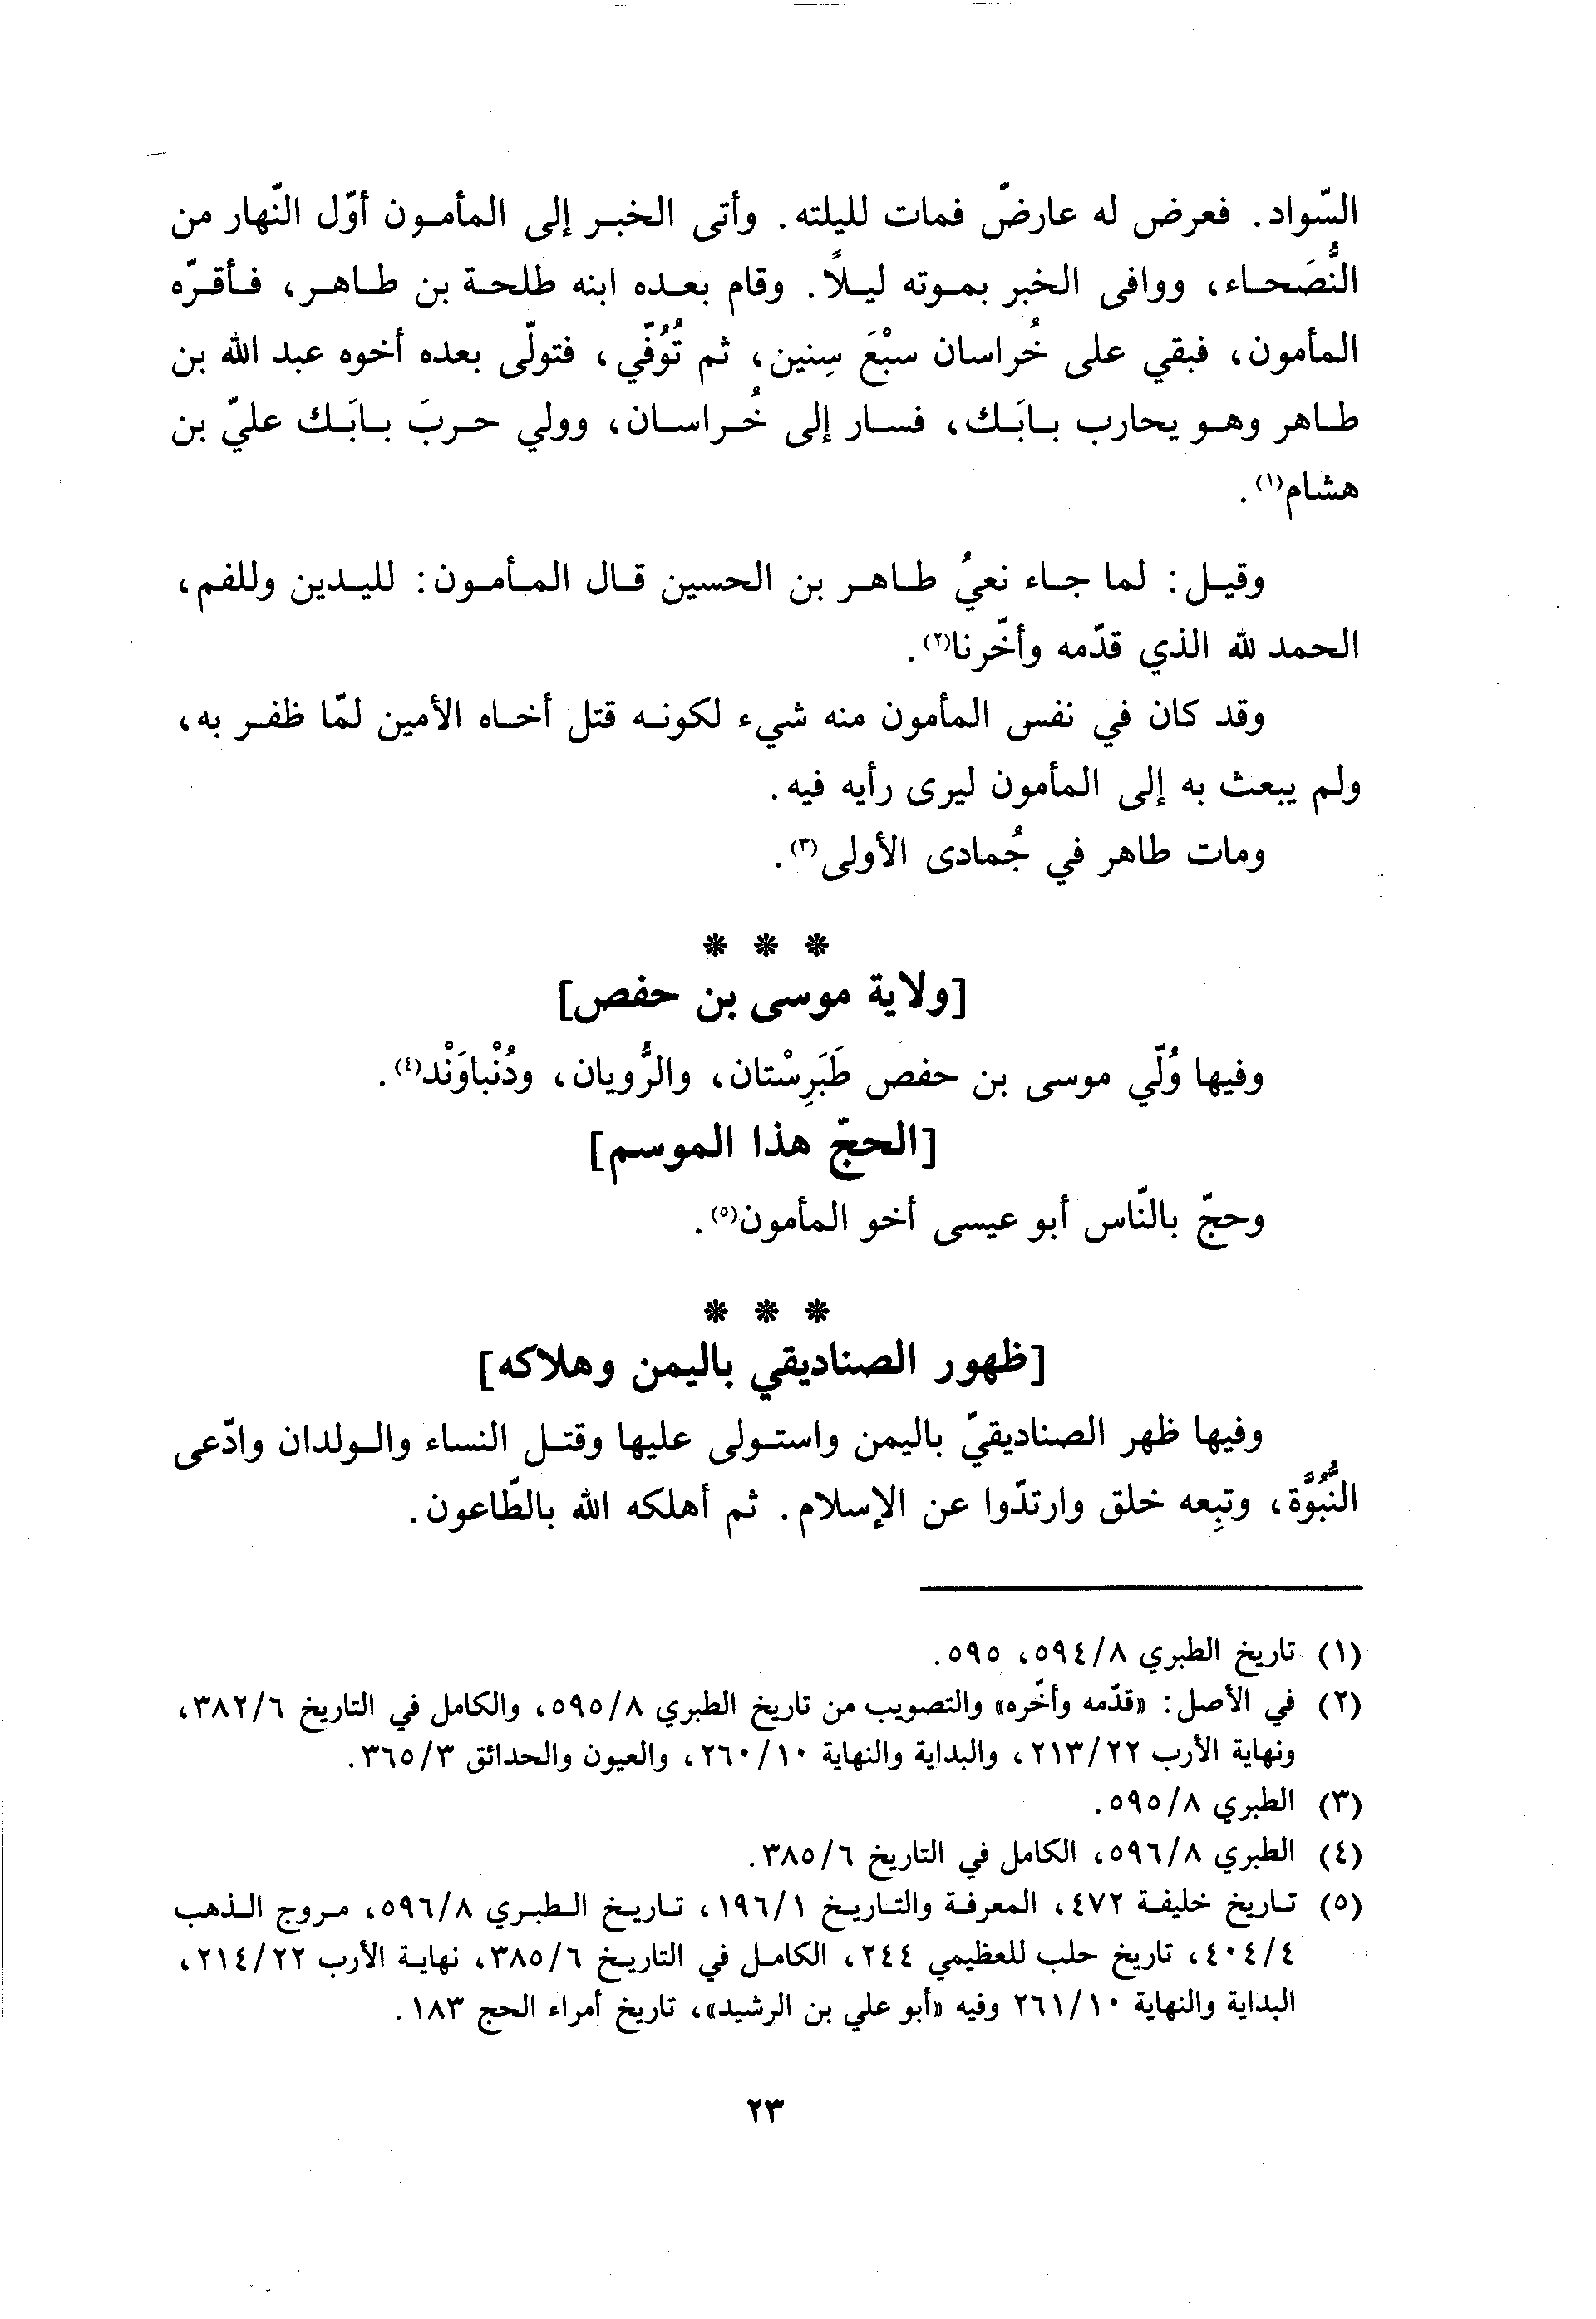 السّواد. فعرض له عارضّ فمات لليلته. وأتى الخبر إلى المأمون أوّل النّهار من
النُّصَحاء، ووافى الخبر بموته ليلًا. وقام بعده ابنه طلحة بن طاهر، فأقرّه
المأمون، فبقي على خُراسان سبْعَ سِنين، ثم تُوُفّي، فتولّى بعده أخوه عبد الله بن
طاهر وهو يحارب بابَك، فسار إلى خُراسان، وولي حربَ بابَك عليّ بن
هشام(١).
وقيل: لما جاء نعيُ طاهر بن الحسين قال المأمون: لليدين وللفم،
الحمد لله الذي قدّمه وأخّرنا(٢).
وقد كان في نفس المأمون منه شيء لكونه قتل أخاه الأمين لمّا ظفر به،
ولم يبعث به إلى المأمون ليرى رأيه فيه.
ومات طاهر في جُمادى الأولى(٣).
* * *
[ولاية موسى بن حفص]
وفيها وُلّي موسى بن حفص طَبَرِسْتان، والرُّويان، ودُنْباوَنْد(٤).
[الحجّ هذا الموسم]
وحجّ بالنّاس أبو عيسى أخو المأمون(٥).
* * *
[ظهور الصناديقي باليمن وهلاكه]
وفيها ظهر الصناديقيّ باليمن واستولى عليها وقتل النساء والولدان وادّعى
النُّبُوَّة، وتبِعه خلق وارتدّوا عن الإسلام. ثم أهلكه الله بالطّاعون.
(١) تاريخ الطبري ٨/٥٩٤، ٥٩٥.
(٢) في الأصل: «قدّمه وأخّره» والتصويب من تاريخ الطبري ٨/٥٩٥، والكامل في التاريخ ٦/٣٨٢،
ونهاية الأرب ٢٢/٢١٣، والبداية والنهاية ١٠/٢٦٠، والعيون والحدائق ٣/٣٦٥.
(٣) الطبري ٨/٥٩٥.
(٤) الطبري ٨/٥٩٦، الكامل في التاريخ ٦/٣٨٥.
(٥) تاريخ خليفة ٤٧٢، المعرفة والتاريخ ١/١٩٦، تاريخ الطبري ٨/٥٩٦، مروج الذهب
٤/٤٠٤، تاريخ حلب للعظيمي ٢٤٤، الكامل في التاريخ ٦/٣٨٥، نهاية الأرب ٢٢/٢١٤،
البداية والنهاية ١٠/٢٦١ وفيه «أبو علي بن الرشيد»، تاريخ أمراء الحج ١٨٣.
٢٣